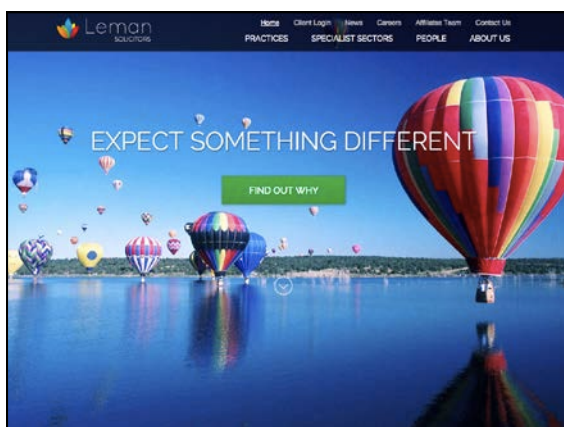 Leman
SOLICITORS
Home Client Login News Careers Affiliates Team Contact Us
PRACTICES SPECIALIST SECTORS PEOPLE ABOUT US
EXPECT SOMETHING DIFFERENT
FIND OUT WHY